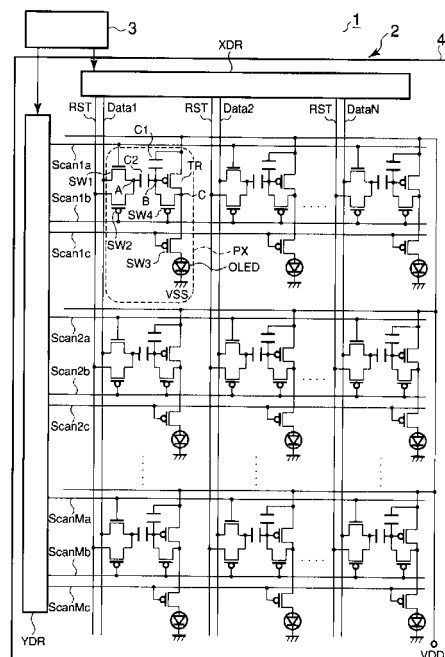 3
1
XDR
2
4
RST Data1 RST Data2 RST DataN
C1
Scan1a
C2
TR
SW1
A
B
C
Scan1b
SW4
SW2
Scan1c
SW3
PX
OLED
VSS
Scan2a
Scan2b
Scan2c
ScanMa
ScanMb
ScanMc
YDR
VDD